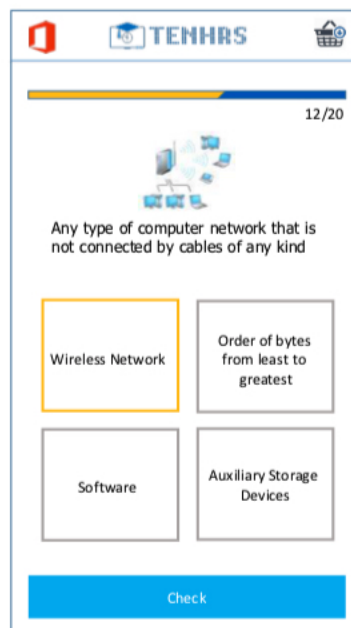 TENHRS
12/20
Any type of computer network that is
not connected by cables of any kind
Wireless Network
Order of bytes
from least to
greatest
Software
Auxiliary Storage
Devices
Check